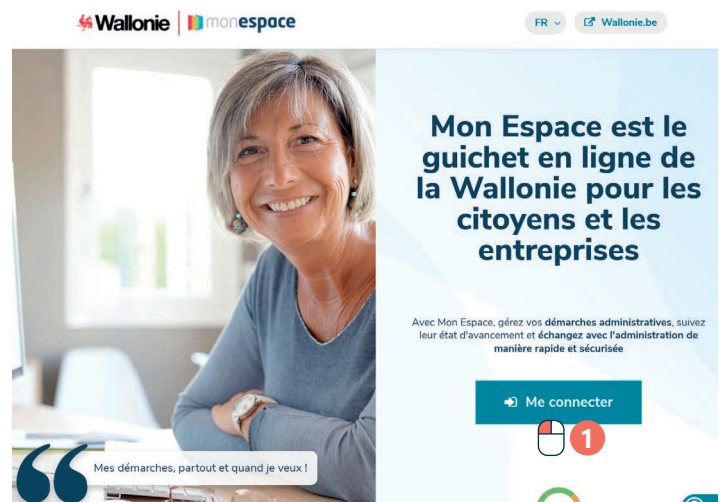 Wallonie
monespace
FR
Wallonie.be
Mon Espace est le
guichet en ligne de
la Wallonie pour les
citoyens et les
entreprises
Avec Mon Espace, gérez vos démarches administratives, suivez
leur état d'avancement et échangez avec l'administration de
manière rapide et sécurisée
Me connecter
1
Mes démarches, partout et quand je veux !